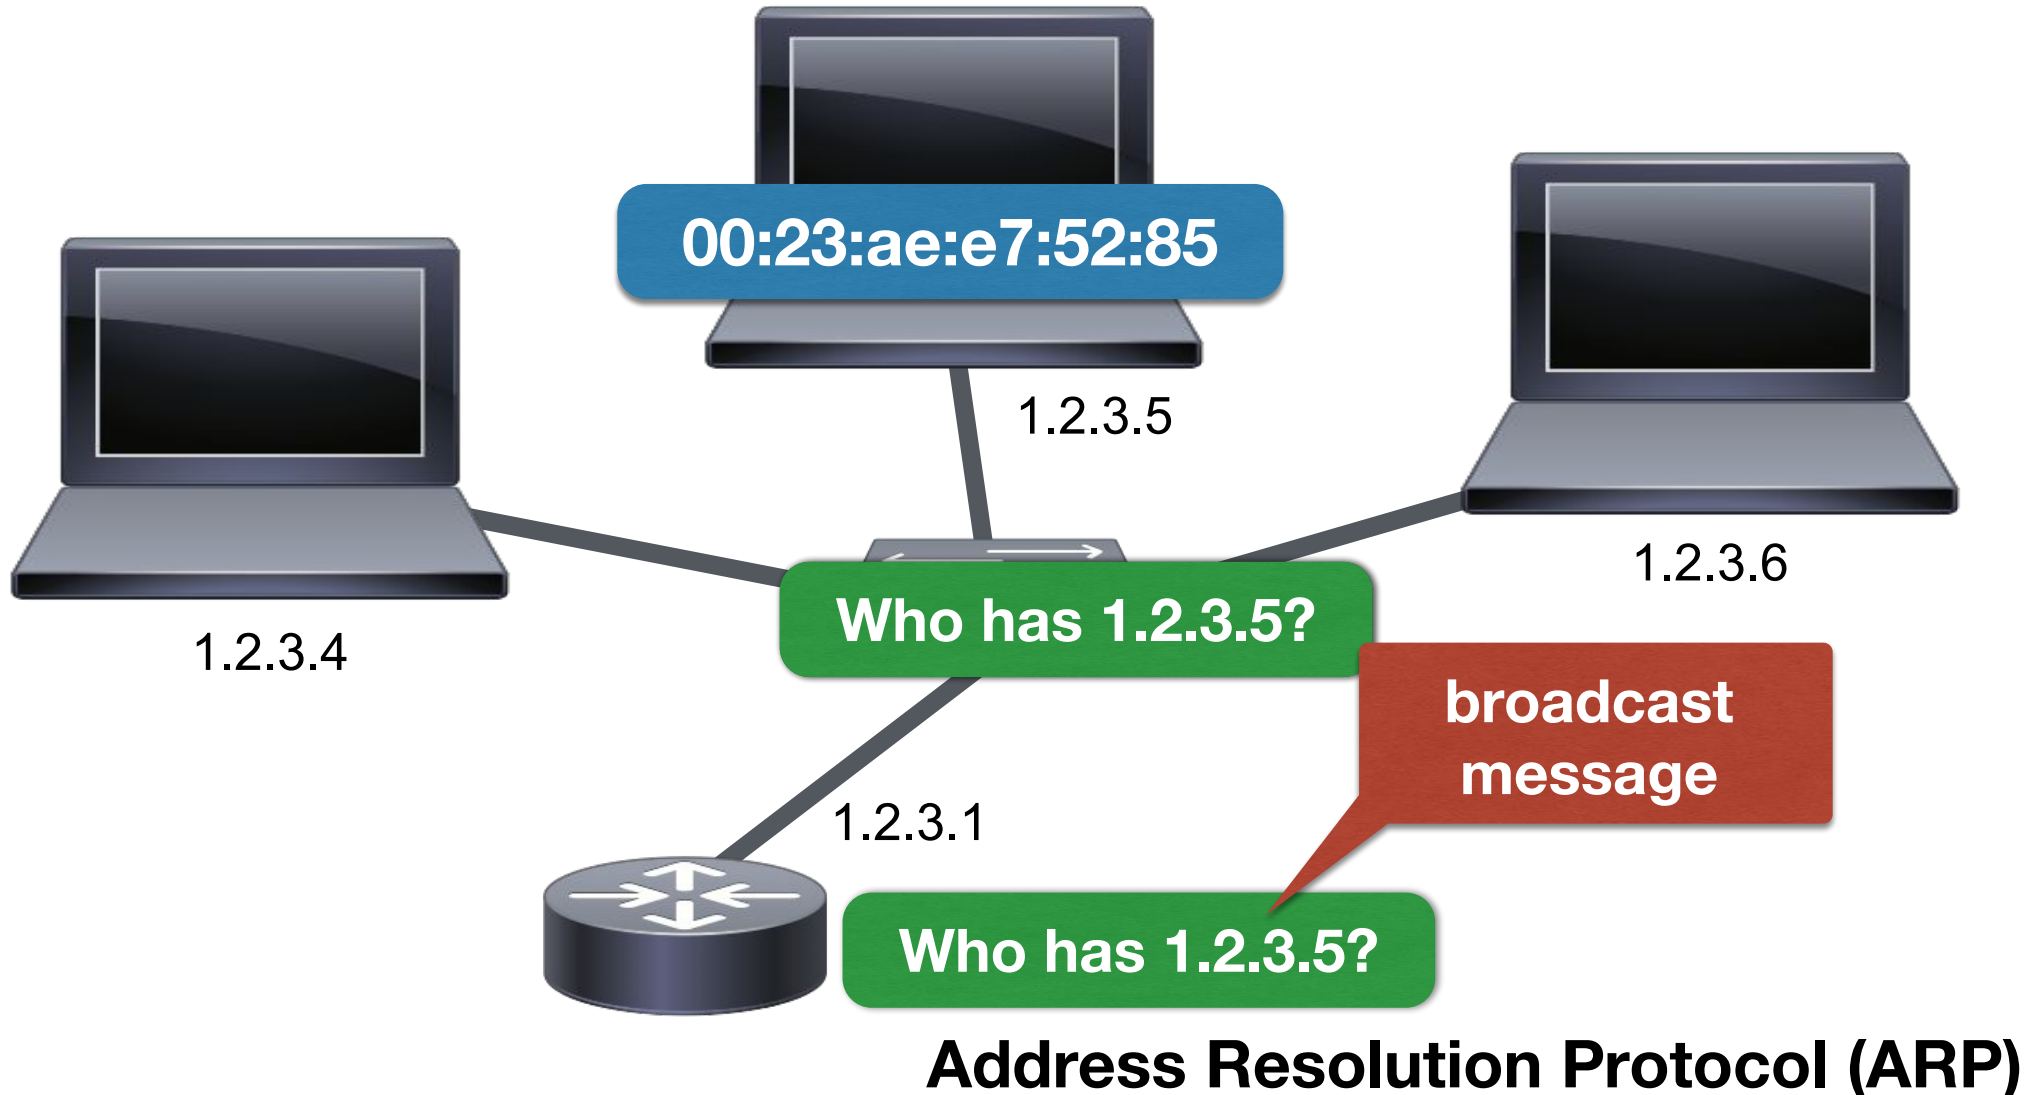 00:23:ae:e7:52:85
1.2.3.5
1.2.3.6
Who has 1.2.3.5?
1.2.3.4
broadcast
message
1.2.3.1
Who has 1.2.3.5?
Address Resolution Protocol (ARP)